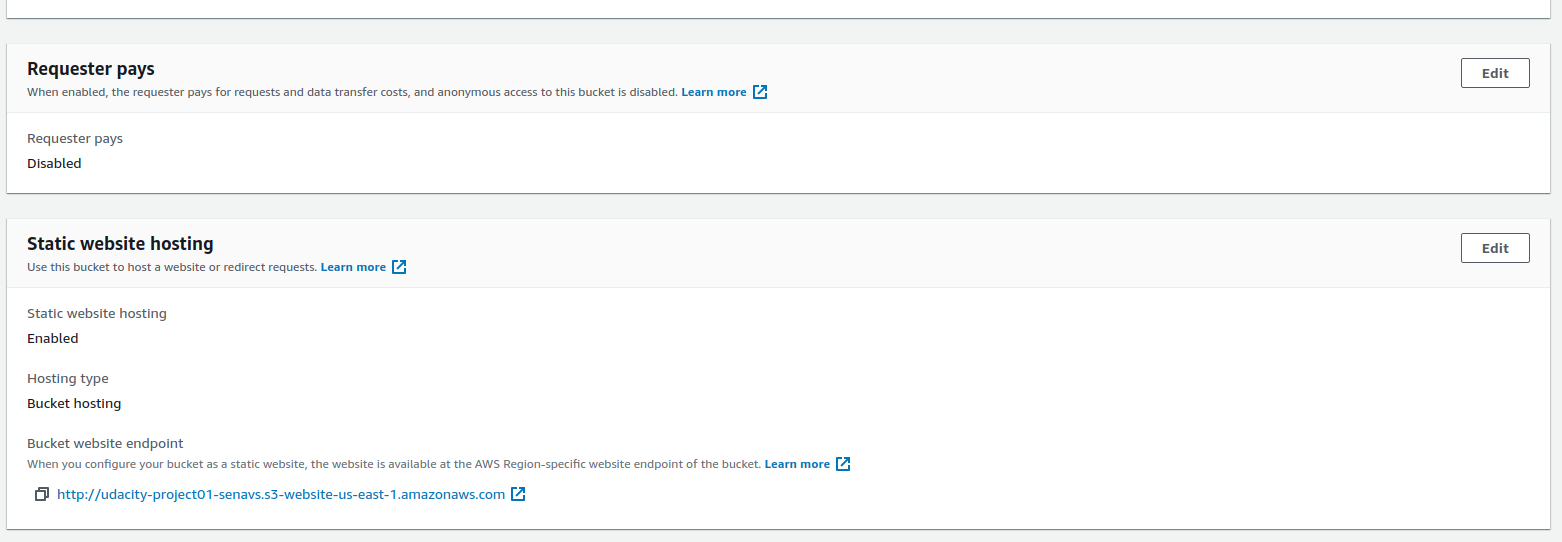 Requester pays
Edit
When enabled, the requester pays for requests and data transfer costs, and anonymous access to this bucket is disabled. Learn more
Requester pays
Disabled
Static website hosting
Edit
Use this bucket to host a website or redirect requests. Learn more
Static website hosting
Enabled
Hosting type
Bucket hosting
Bucket website endpoint
When you configure your bucket as a static website, the website is available at the AWS Region-specific website endpoint of the bucket. Learn more
http://udacity-project01-senavs.s3-website-us-east-1.amazonaws.com